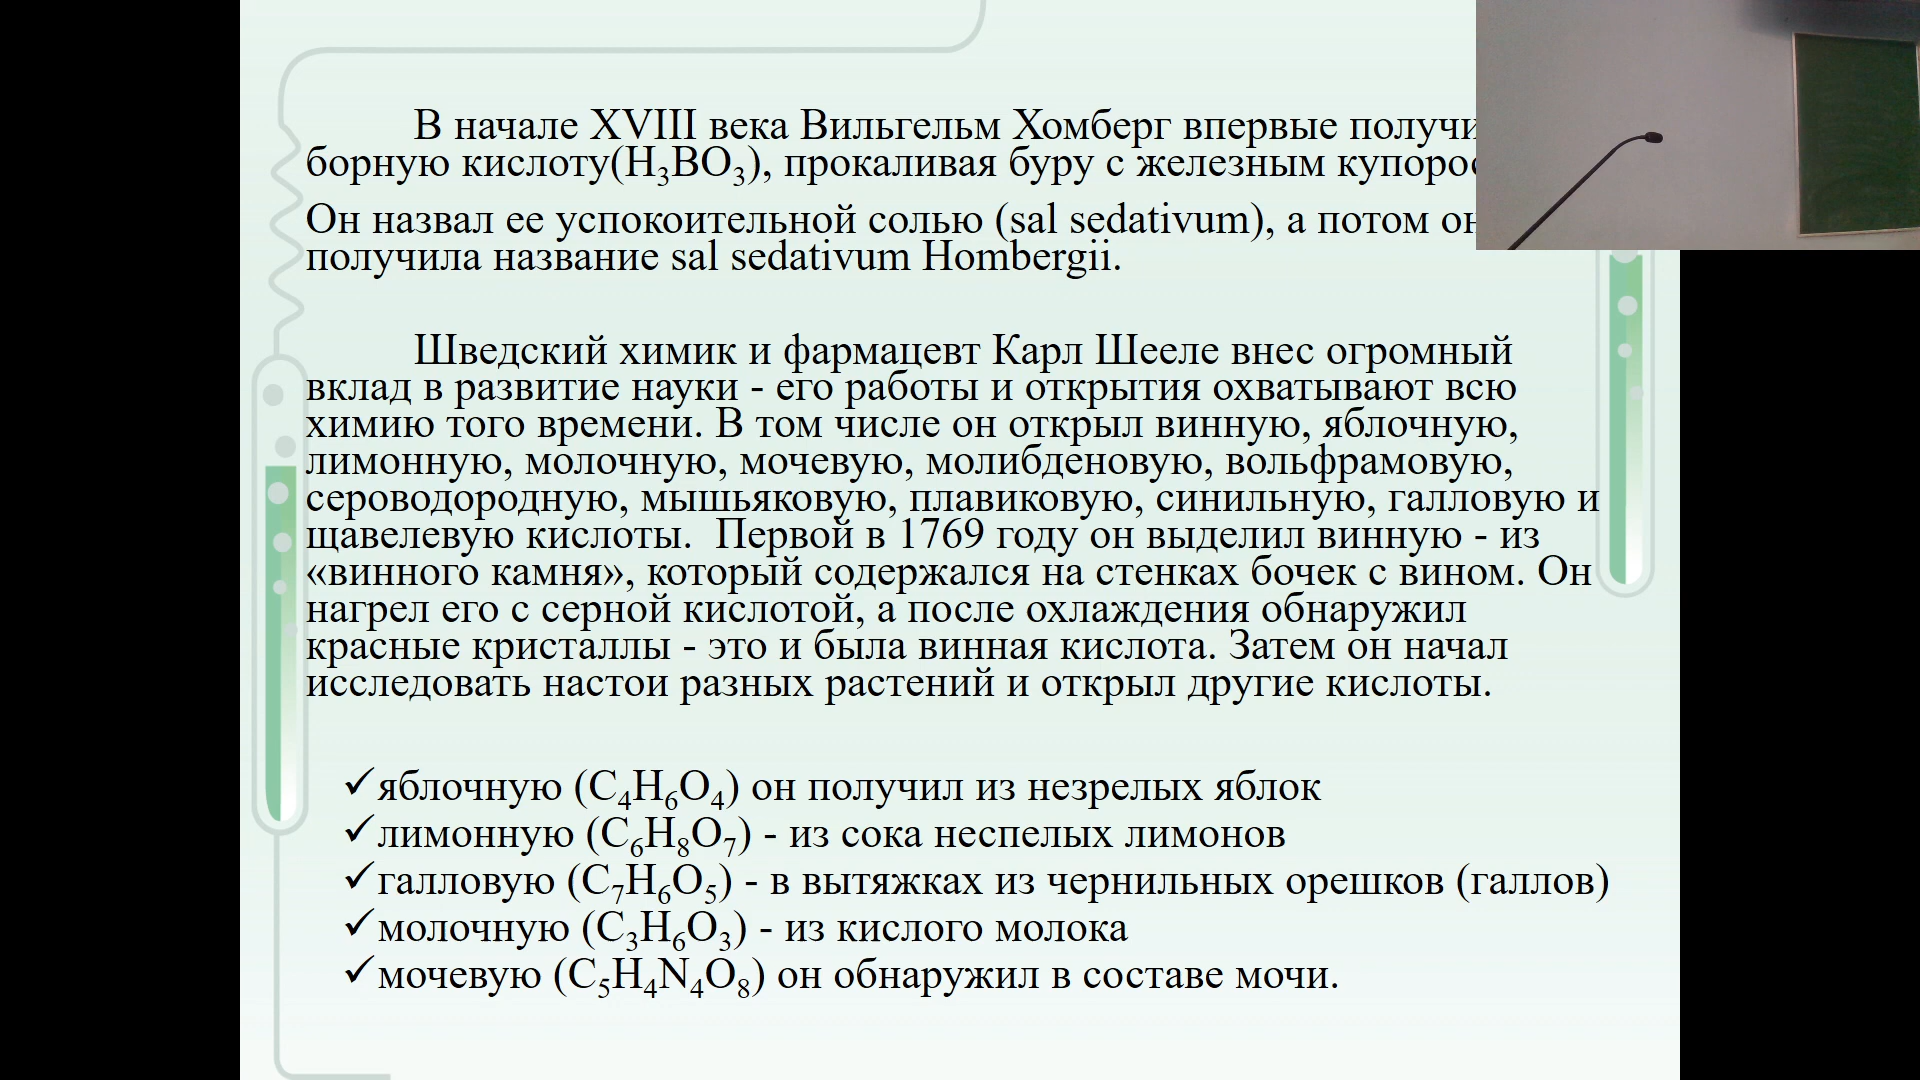 В начале XVIII века Вильгельм Хомберг впервые
борную кислоту(H₃BO₃), прокаливая буру с железным
Он назвал ее успокоительной солью (sal sedativum), а потом
получила название sal sedativum Hombergii.
Шведский химик и фармацевт Карл Шееле внес огромный
вклад в развитие науки - его работы и открытия охватывают всю
химию того времени. В том числе он открыл винную, яблочную,
лимонную, молочную, мочевую, молибденовую, вольфрамовую,
сероводородную, мышьяковую, плавиковую, синильную, галловую и
щавелевую кислоты.  Первой в 1769 году он выделил винную - из
«винного камня», который содержался на стенках бочек с вином. Он
нагрел его с серной кислотой, а после охлаждения обнаружил
красные кристаллы - это и была винная кислота. Затем он начал
исследовать настои разных растений и открыл другие кислоты.
✓яблочную (C₄H₆O₄) он получил из незрелых яблок
✓лимонную (C₆H₈O₇) - из сока неспелых лимонов
✓галловую (C₇H₆O₅) - в вытяжках из чернильных орешков (галлов)
✓молочную (C₃H₆O₃) - из кислого молока
✓мочевую (C₅H₄N₄O₈) он обнаружил в составе мочи.